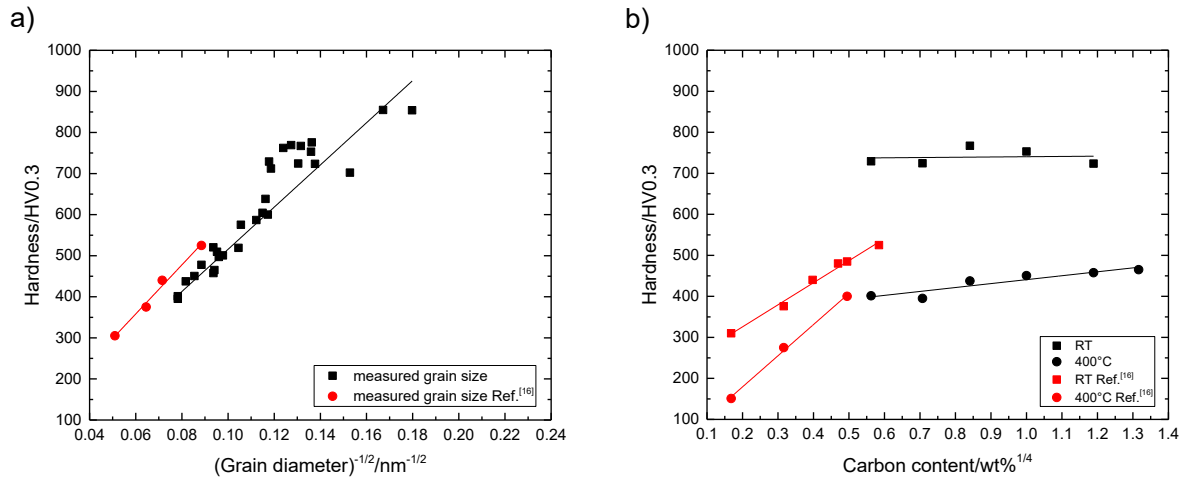 a)
1000
900
800
700
600
500
400
300
200
100
Hardness/HV0.3
0.04 0.06 0.08 0.10 0.12 0.14 0.16 0.18 0.20 0.22 0.24
(Grain diameter)-1/2/nm-1/2
measured grain size
measured grain size Ref.[16]
b)
1000
900
800
700
600
500
400
300
200
150
100
Hardness/HV0.3
0.1 0.2 0.3 0.4 0.5 0.6 0.7 0.8 0.9 1.0 1.1 1.2 1.3 1.4
Carbon content/wt%1/4
RT
400°C
RT Ref.[16]
400°C Ref.[16]